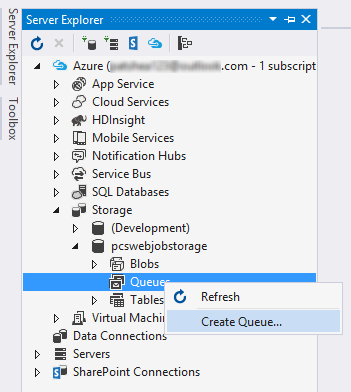 Server Explorer
Toolbox
Server Explorer
Azure ( .com - 1 subscript
App Service
Cloud Services
HDInsight
Mobile Services
Notification Hubs
Service Bus
SQL Databases
Storage
(Development)
pcswebjobstorage
Blobs
Queues
Tables
Virtual Machin
Data Connections
Servers
SharePoint Connections
Refresh
Create Queue...